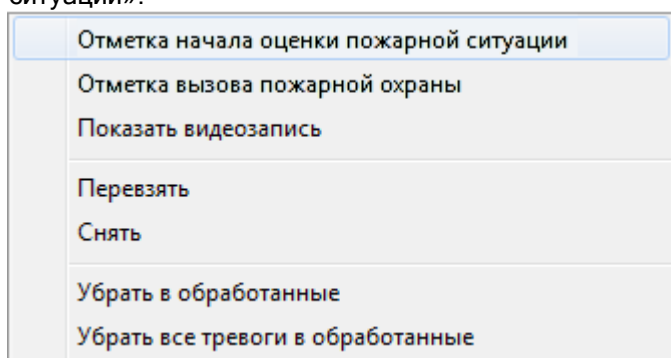 ситуации».
Отметка начала оценки пожарной ситуации
Отметка вызова пожарной охраны
Показать видеозапись
Перевзять
Снять
Убрать в обработанные
Убрать все тревоги в обработанные